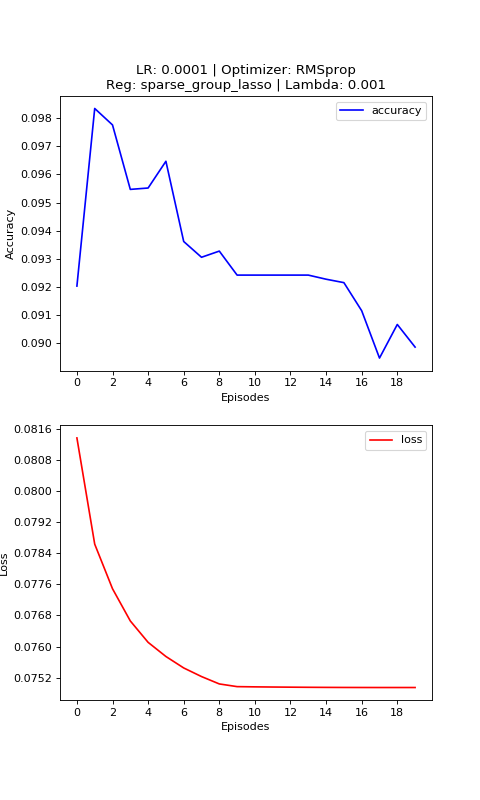 LR: 0.0001 | Optimizer: RMSprop
Reg: sparse_group_lasso | Lambda: 0.001
accuracy
0.098
0.097
0.096
0.095
0.094
0.093
0.092
0.091
0.090
Accuracy
0 2 4 6 8 10 12 14 16 18
Episodes
loss
0.0816
0.0808
0.0800
0.0792
0.0784
0.0776
0.0768
0.0760
0.0752
Loss
0 2 4 6 8 10 12 14 16 18
Episodes